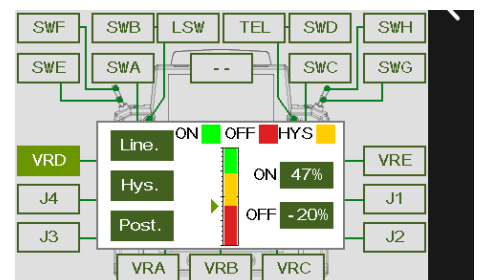 SWF SWB LSW TEL SWD SWH
SWE SWA -- SWC SWG
ON OFF HYS
Line.
VRD ON 47% VRE
Hys.
J4 J1
OFF -20%
Post.
J3 J2
VRA VRB VRC